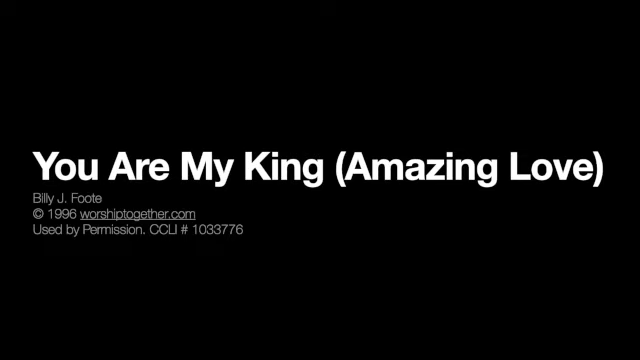 You Are My King (Amazing Love)
Billy J. Foote
© 1996 worshiptogether.com
Used by Permission. CCLI # 1033776